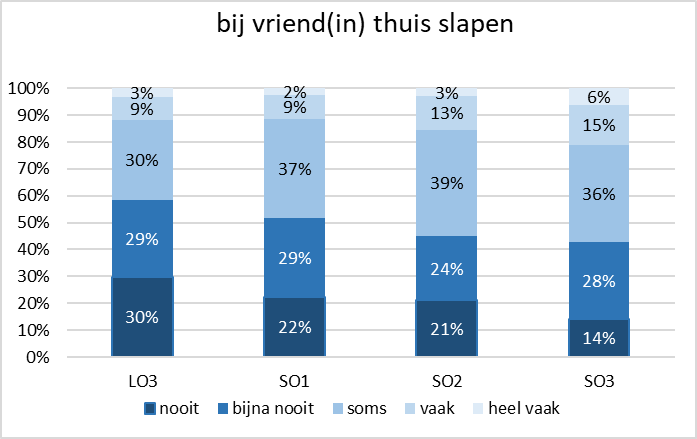 bij vriend(in) thuis slapen
100% 3% 2% 3% 6%
90% 9% 9% 13% 15%
80%
70% 30% 37% 39% 36%
60%
50%
40% 29% 29% 24% 28%
30%
20%
10% 30% 22% 21% 14%
0%
LO3 SO1 SO2 SO3
nooit bijna nooit soms vaak heel vaak